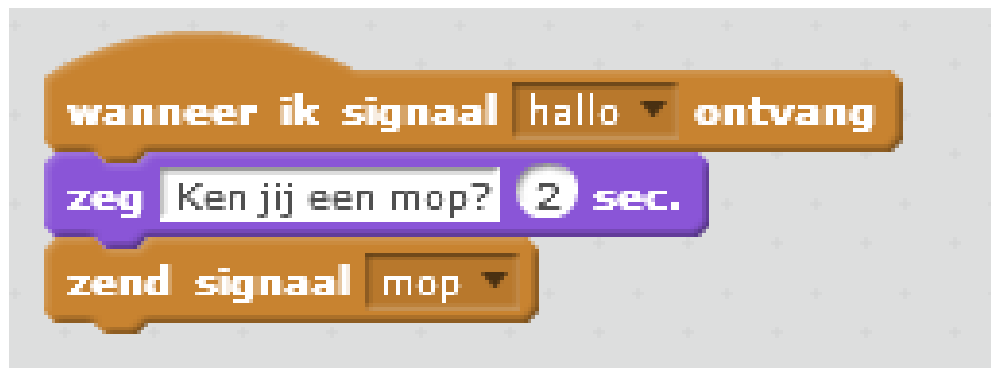 wanneer ik signaal hallo ontvang
zeg Ken jij een mop? 2 sec.
zend signaal mop